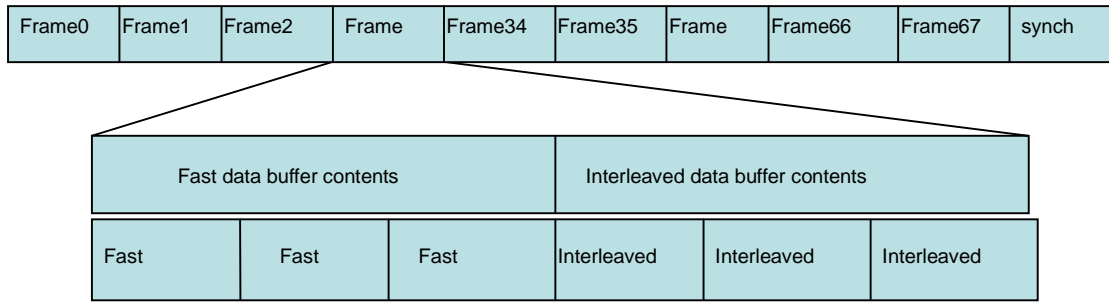 Frame0 Frame1 Frame2 Frame Frame34 Frame35 Frame Frame66 Frame67 synch
Fast data buffer contents Interleaved data buffer contents
Fast Fast Fast Interleaved Interleaved Interleaved